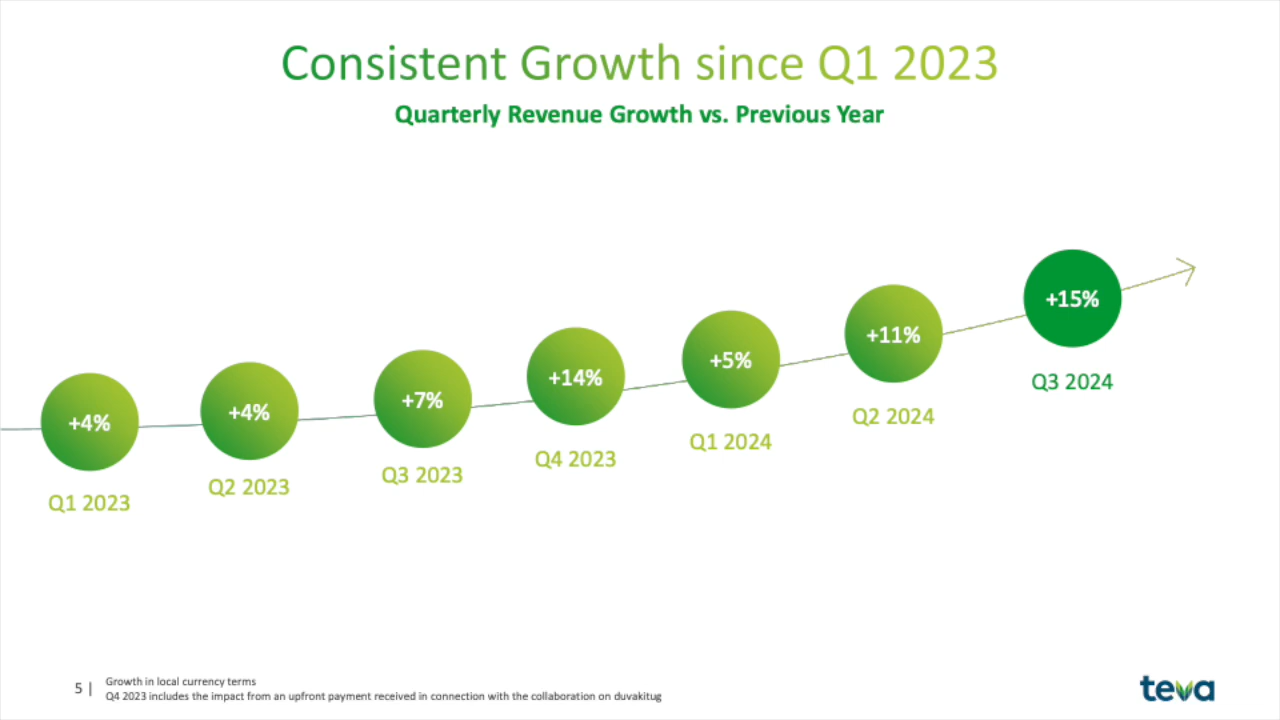 Consistent Growth since Q1 2023
Quarterly Revenue Growth vs. Previous Year
+4%
Q1 2023
+4%
Q2 2023
+7%
Q3 2023
+14%
Q4 2023
+5%
Q1 2024
+11%
Q2 2024
+15%
Q3 2024
5 |
Growth in local currency terms
Q4 2023 includes the impact from an upfront payment received in connection with the collaboration on duvakitug
teva